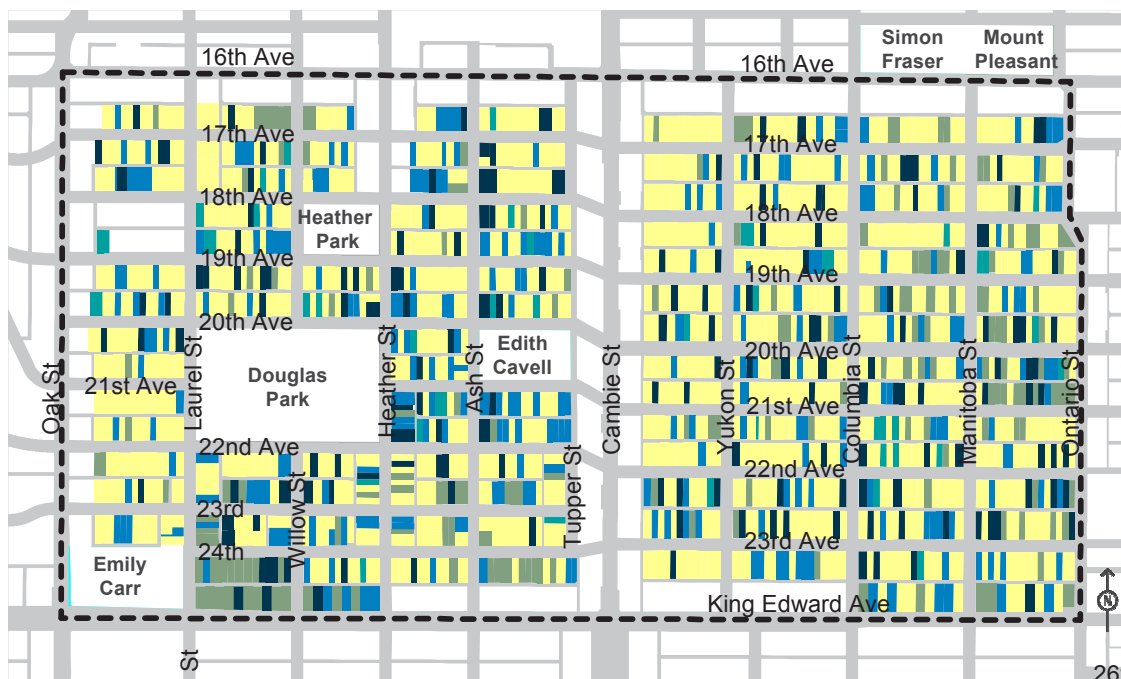 16th Ave
16th Ave
Simon
Fraser
Mount
Pleasant
17th Ave
17th Ave
18th Ave
18th Ave
Heather
Park
19th Ave
19th Ave
20th Ave
20th Ave
Edith
Cavell
Oak St
Laurel St
Douglas
Park
Heather St
Ash St
Cambie St
Yukon St
Columbia St
Manitoba St
Ontario St
21st Ave
21st Ave
22nd Ave
22nd Ave
Willow St
Tupper St
23rd
23rd Ave
24th
Emily
Carr
King Edward Ave
N
St
26